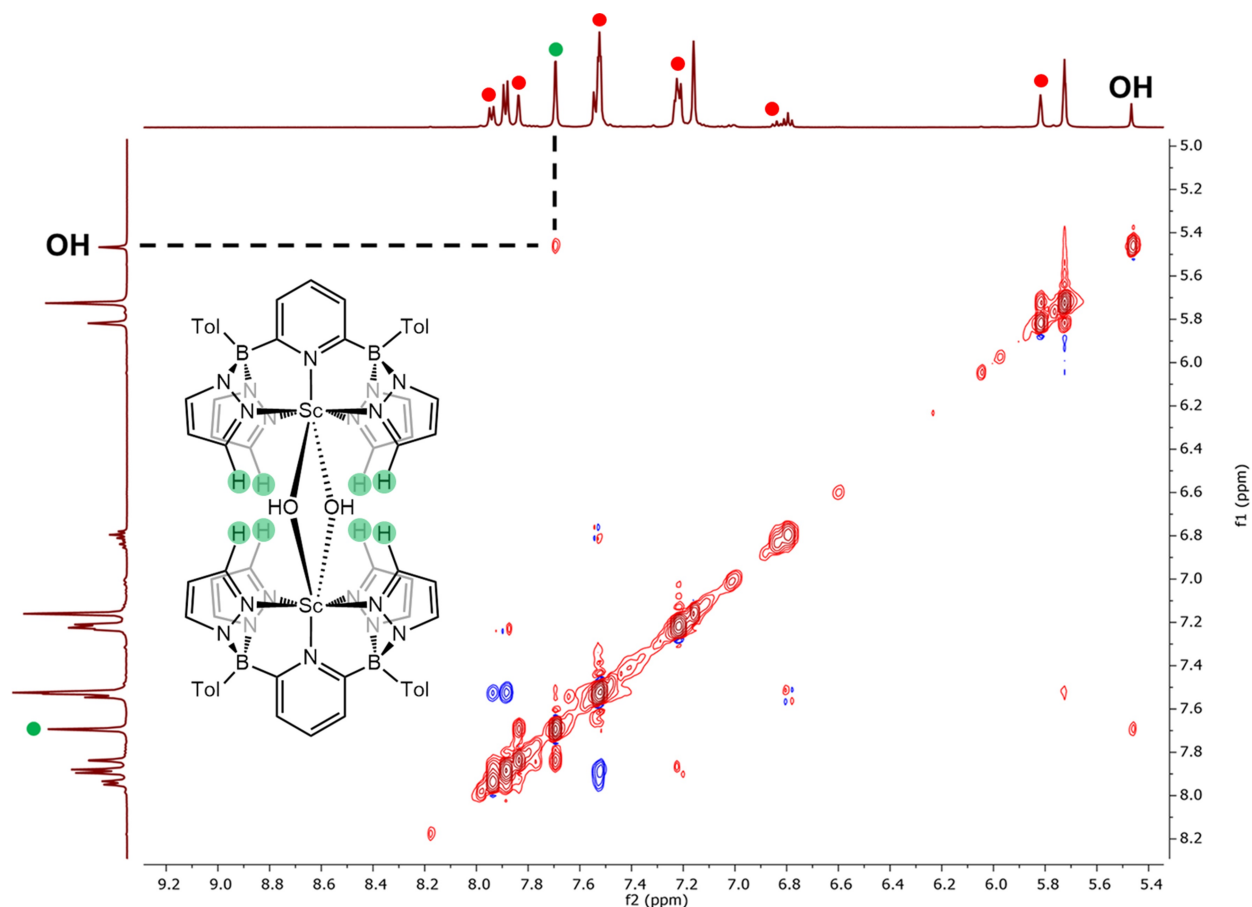 OH
5.0
5.2
5.4
5.6
5.8
6.0
6.2
6.4
6.6
6.8
7.0
7.2
7.4
7.6
7.8
8.0
8.2
f1 (ppm)
OH
Tol Tol
B N B
N N N N
N Sc N
N N
H H H H
HO OH
H H H H
N Sc N
N N
N N N N
B N B
Tol Tol
9.2 9.0 8.8 8.6 8.4 8.2 8.0 7.8 7.6 7.4 7.2 7.0 6.8 6.6 6.4 6.2 6.0 5.8 5.6 5.4
f2 (ppm)